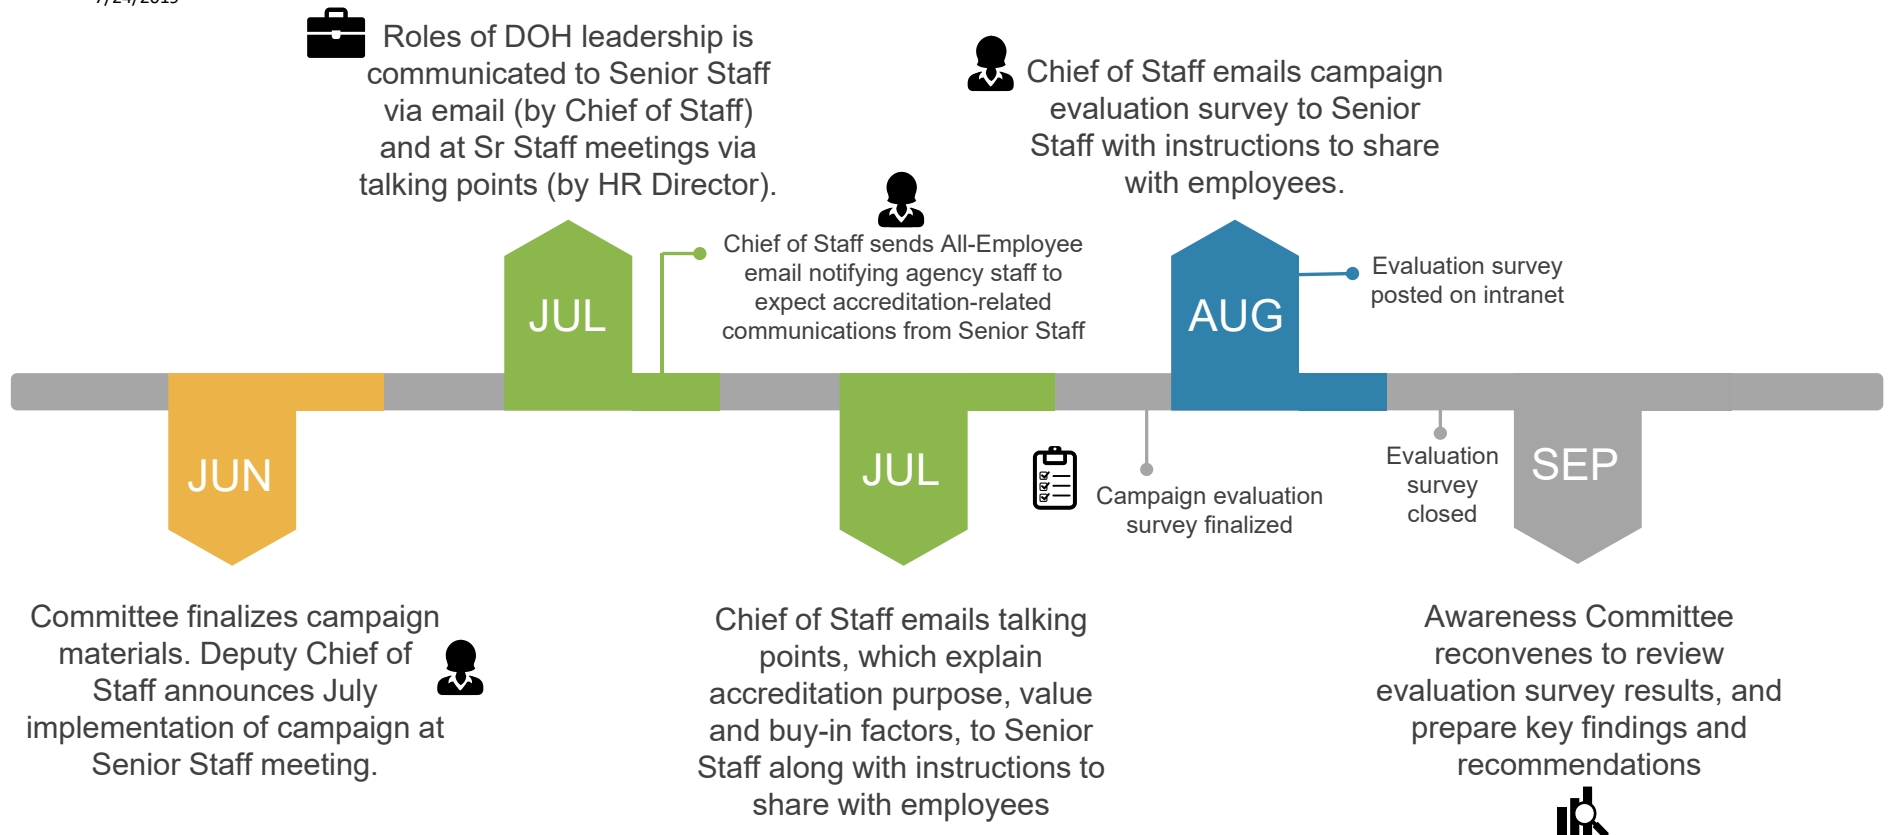 7/24/2019
Roles of DOH leadership is
communicated to Senior Staff
via email (by Chief of Staff)
and at Sr Staff meetings via
talking points (by HR Director).
Chief of Staff emails campaign
evaluation survey to Senior
Staff with instructions to share
with employees.
Chief of Staff sends All-Employee
email notifying agency staff to
expect accreditation-related
communications from Senior Staff
Evaluation survey
posted on intranet
JUL
AUG
JUN
JUL
SEP
Campaign evaluation
survey finalized
Evaluation
survey
closed
Committee finalizes campaign
materials. Deputy Chief of
Staff announces July
implementation of campaign at
Senior Staff meeting.
Chief of Staff emails talking
points, which explain
accreditation purpose, value
and buy-in factors, to Senior
Staff along with instructions to
share with employees
Awareness Committee
reconvenes to review
evaluation survey results, and
prepare key findings and
recommendations